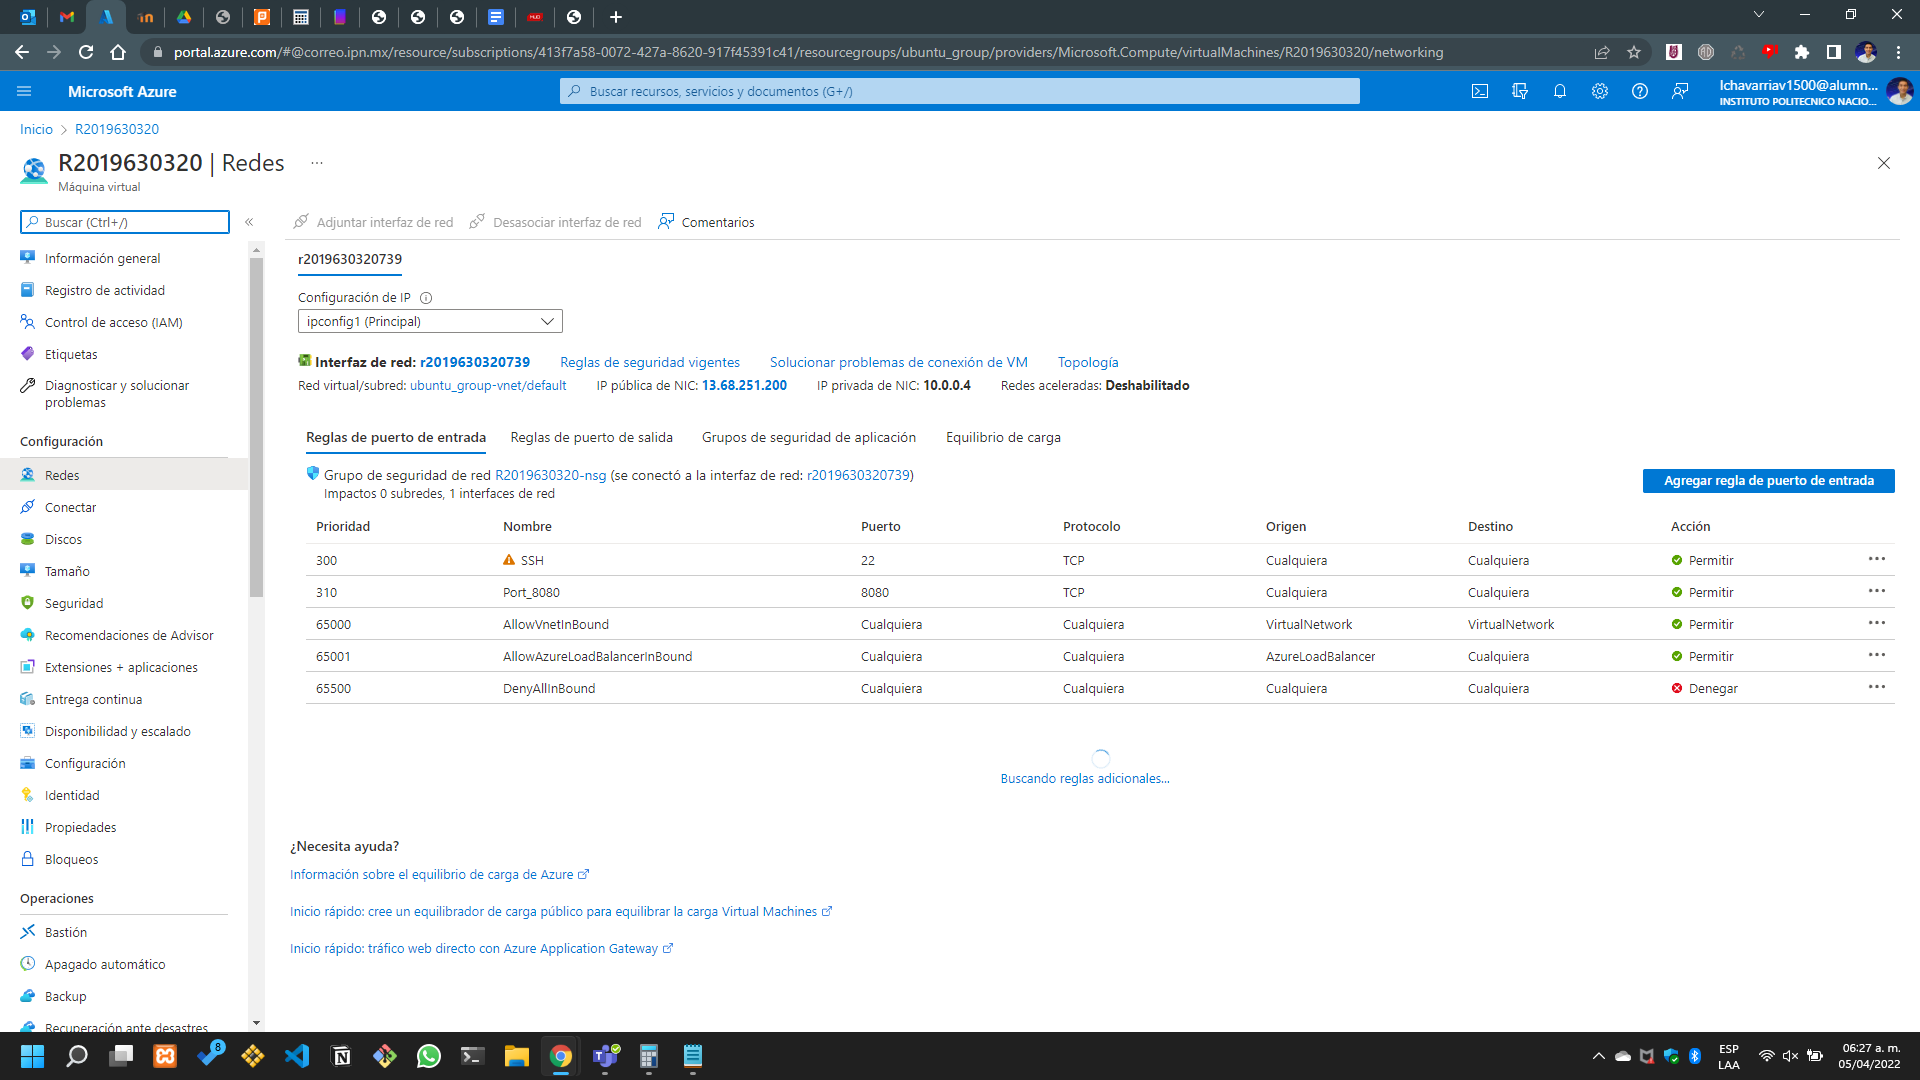 portal.azure.com/#@correo.ipn.mx/resource/subscriptions/413f7a58-0072-427a-8620-917f45391c41/resourcegroups/ubuntu_group/providers/Microsoft.Compute/virtualMachines/R2019630320/networking
Microsoft Azure
Buscar recursos, servicios y documentos (G+/)
lchavarriav1500@alumn...
INSTITUTO POLITECNICO NACIO...
Inicio > R2019630320
R2019630320 | Redes ...
Máquina virtual
Buscar (Ctrl+/)
Información general
Registro de actividad
Control de acceso (IAM)
Etiquetas
Diagnosticar y solucionar
problemas
Configuración
Redes
Conectar
Discos
Tamaño
Seguridad
Recomendaciones de Advisor
Extensiones + aplicaciones
Entrega continua
Disponibilidad y escalado
Configuración
Identidad
Propiedades
Bloqueos
Operaciones
Bastión
Apagado automático
Backup
Recuperación ante desastres
Adjuntar interfaz de red Desasociar interfaz de red Comentarios
r2019630320739
Configuración de IP
ipconfig1 (Principal)
Interfaz de red: r2019630320739 Reglas de seguridad vigentes Solucionar problemas de conexión de VM Topología
Red virtual/subred: ubuntu_group-vnet/default IP pública de NIC: 13.68.251.200 IP privada de NIC: 10.0.0.4 Redes aceleradas: Deshabilitado
Reglas de puerto de entrada Reglas de puerto de salida Grupos de seguridad de aplicación Equilibrio de carga
Grupo de seguridad de red R2019630320-nsg (se conectó a la interfaz de red: r2019630320739)
Impactos 0 subredes, 1 interfaces de red
Agregar regla de puerto de entrada
Prioridad Nombre Puerto Protocolo Origen Destino Acción
300 SSH 22 TCP Cualquiera Cualquiera Permitir
310 Port_8080 8080 TCP Cualquiera Cualquiera Permitir
65000 AllowVnetInBound Cualquiera Cualquiera VirtualNetwork VirtualNetwork Permitir
65001 AllowAzureLoadBalancerInBound Cualquiera Cualquiera AzureLoadBalancer Cualquiera Permitir
65500 DenyAllInBound Cualquiera Cualquiera Cualquiera Cualquiera Denegar
Buscando reglas adicionales...
¿Necesita ayuda?
Información sobre el equilibrio de carga de Azure
Inicio rápido: cree un equilibrador de carga público para equilibrar la carga Virtual Machines
Inicio rápido: tráfico web directo con Azure Application Gateway
8
ESP
LAA
06:27 a. m.
05/04/2022